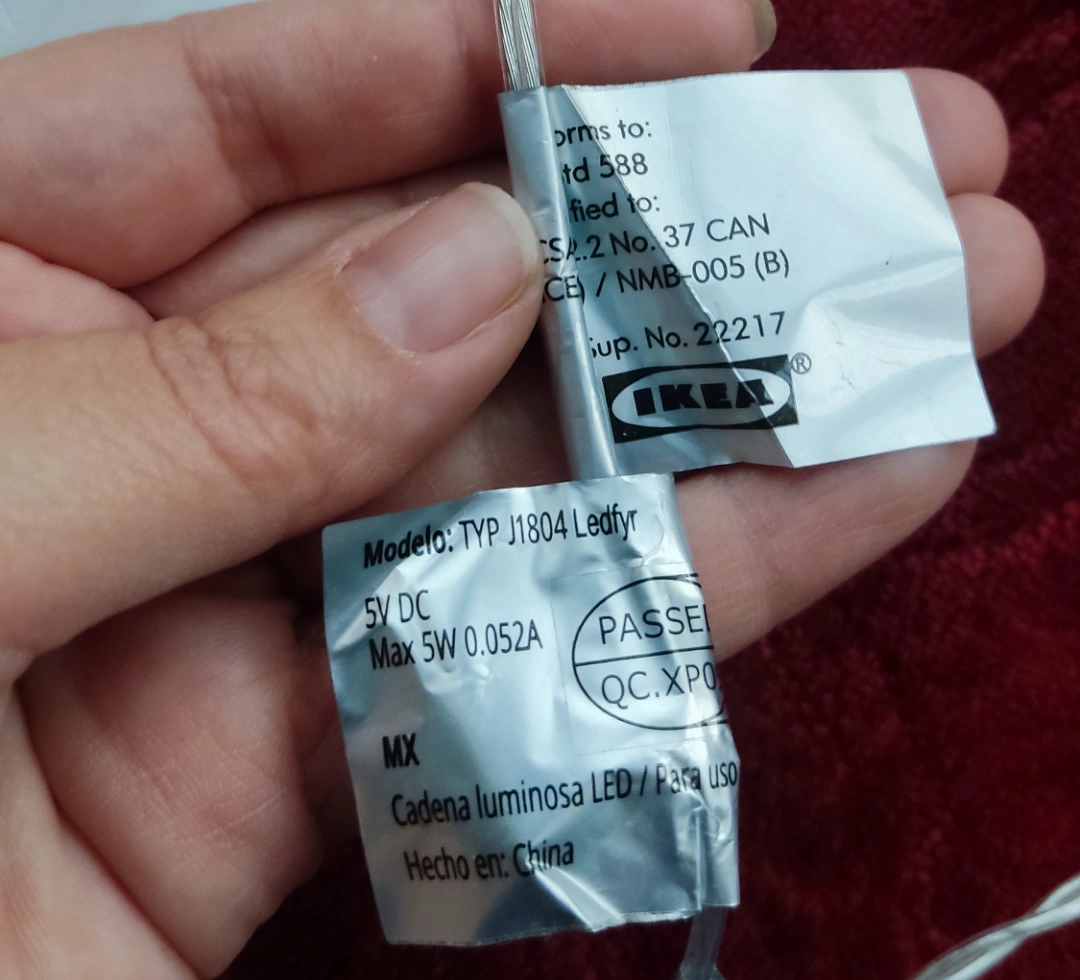 orms to:
td 588
fied to:
CSA.2 No. 37 CAN
CE) / NMB-005 (B)
Sup. No. 22217
IKEA®
Modelo: TYP J1804 Ledfyr
5V DC
Max 5W 0.052A
PASSE
QC.XP0
MX
Cadena luminosa LED / Para uso
Hecho en: China